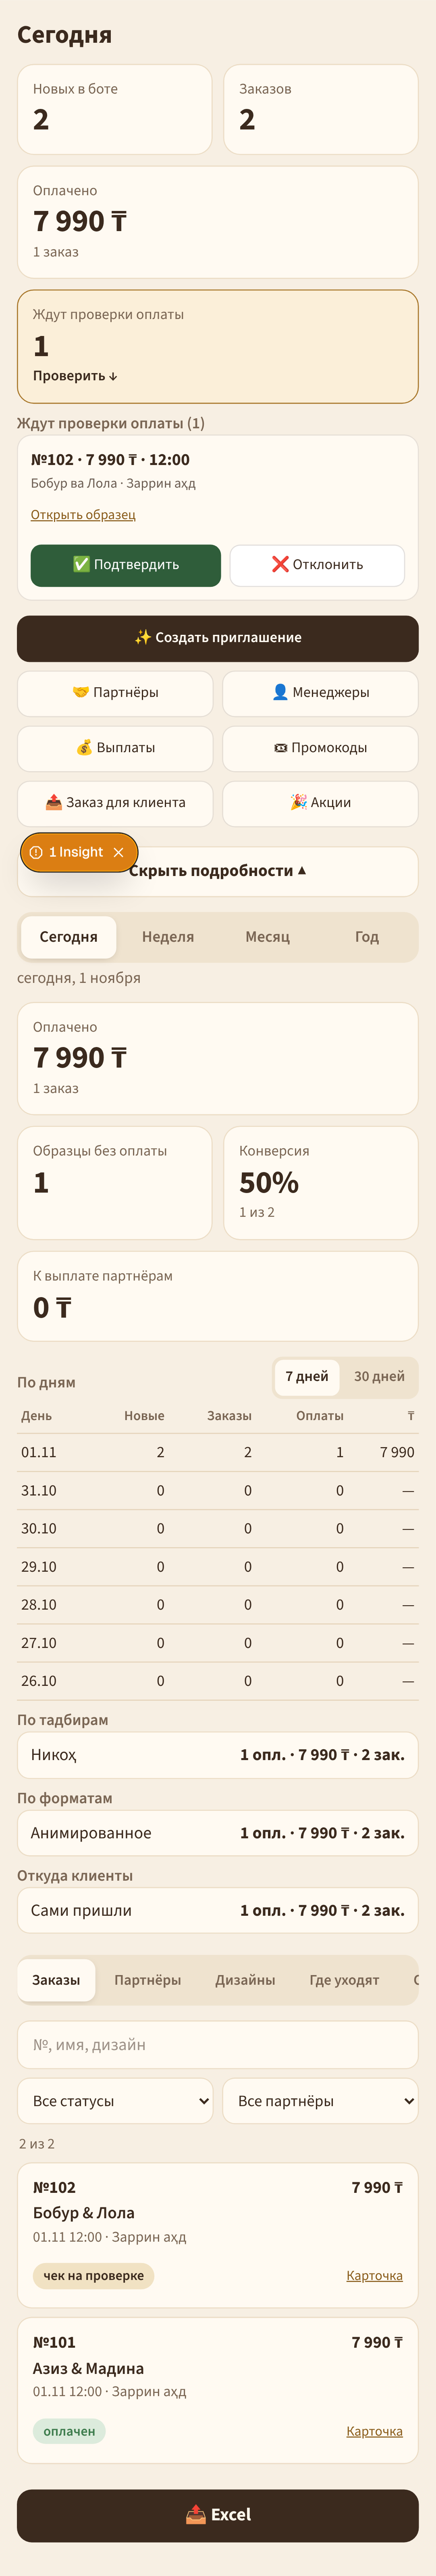 Сегодня
Новых в боте
2
Заказов
2
Оплачено
7 990 ₸
1 заказ
Ждут проверки оплаты
1
Проверить ↓
Ждут проверки оплаты (1)
№102 · 7 990 ₸ · 12:00
Бобур ва Лола · Заррин аҳд
Открыть образец
✅ Подтвердить
❌ Отклонить
✨ Создать приглашение
🤝 Партнёры
👤 Менеджеры
💰 Выплаты
🎟 Промокоды
📤 Заказ для клиента
🎉 Акции
1 Insight
Скрыть подробности ▴
Сегодня
Неделя
Месяц
Год
сегодня, 1 ноября
Оплачено
7 990 ₸
1 заказ
Образцы без оплаты
1
Конверсия
50%
1 из 2
К выплате партнёрам
0 ₸
По дням
7 дней
30 дней
День Новые Заказы Оплаты ₸
01.11 2 2 1 7 990
31.10 0 0 0 —
30.10 0 0 0 —
29.10 0 0 0 —
28.10 0 0 0 —
27.10 0 0 0 —
26.10 0 0 0 —
По тадбирам
Никоҳ 1 опл. · 7 990 ₸ · 2 зак.
По форматам
Анимированное 1 опл. · 7 990 ₸ · 2 зак.
Откуда клиенты
Сами пришли 1 опл. · 7 990 ₸ · 2 зак.
Заказы
Партнёры
Дизайны
Где уходят
№, имя, дизайн
Все статусы
Все партнёры
2 из 2
№102 7 990 ₸
Бобур & Лола
01.11 12:00 · Заррин аҳд
чек на проверке
Карточка
№101 7 990 ₸
Азиз & Мадина
01.11 12:00 · Заррин аҳд
оплачен
Карточка
📤 Excel